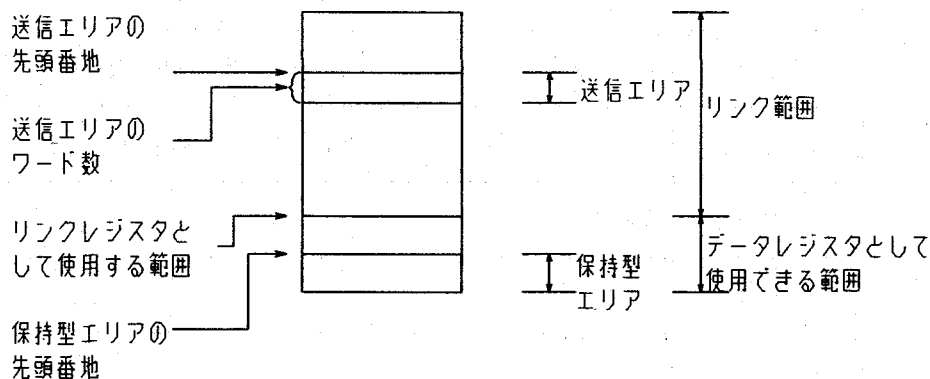 送信エリアの
先頭番地
送信エリアの
ワード数
リンクレジスタと
して使用する範囲
保持型エリアの
先頭番地
送信エリア
リンク範囲
保持型
エリア
データレジスタとして
使用できる範囲